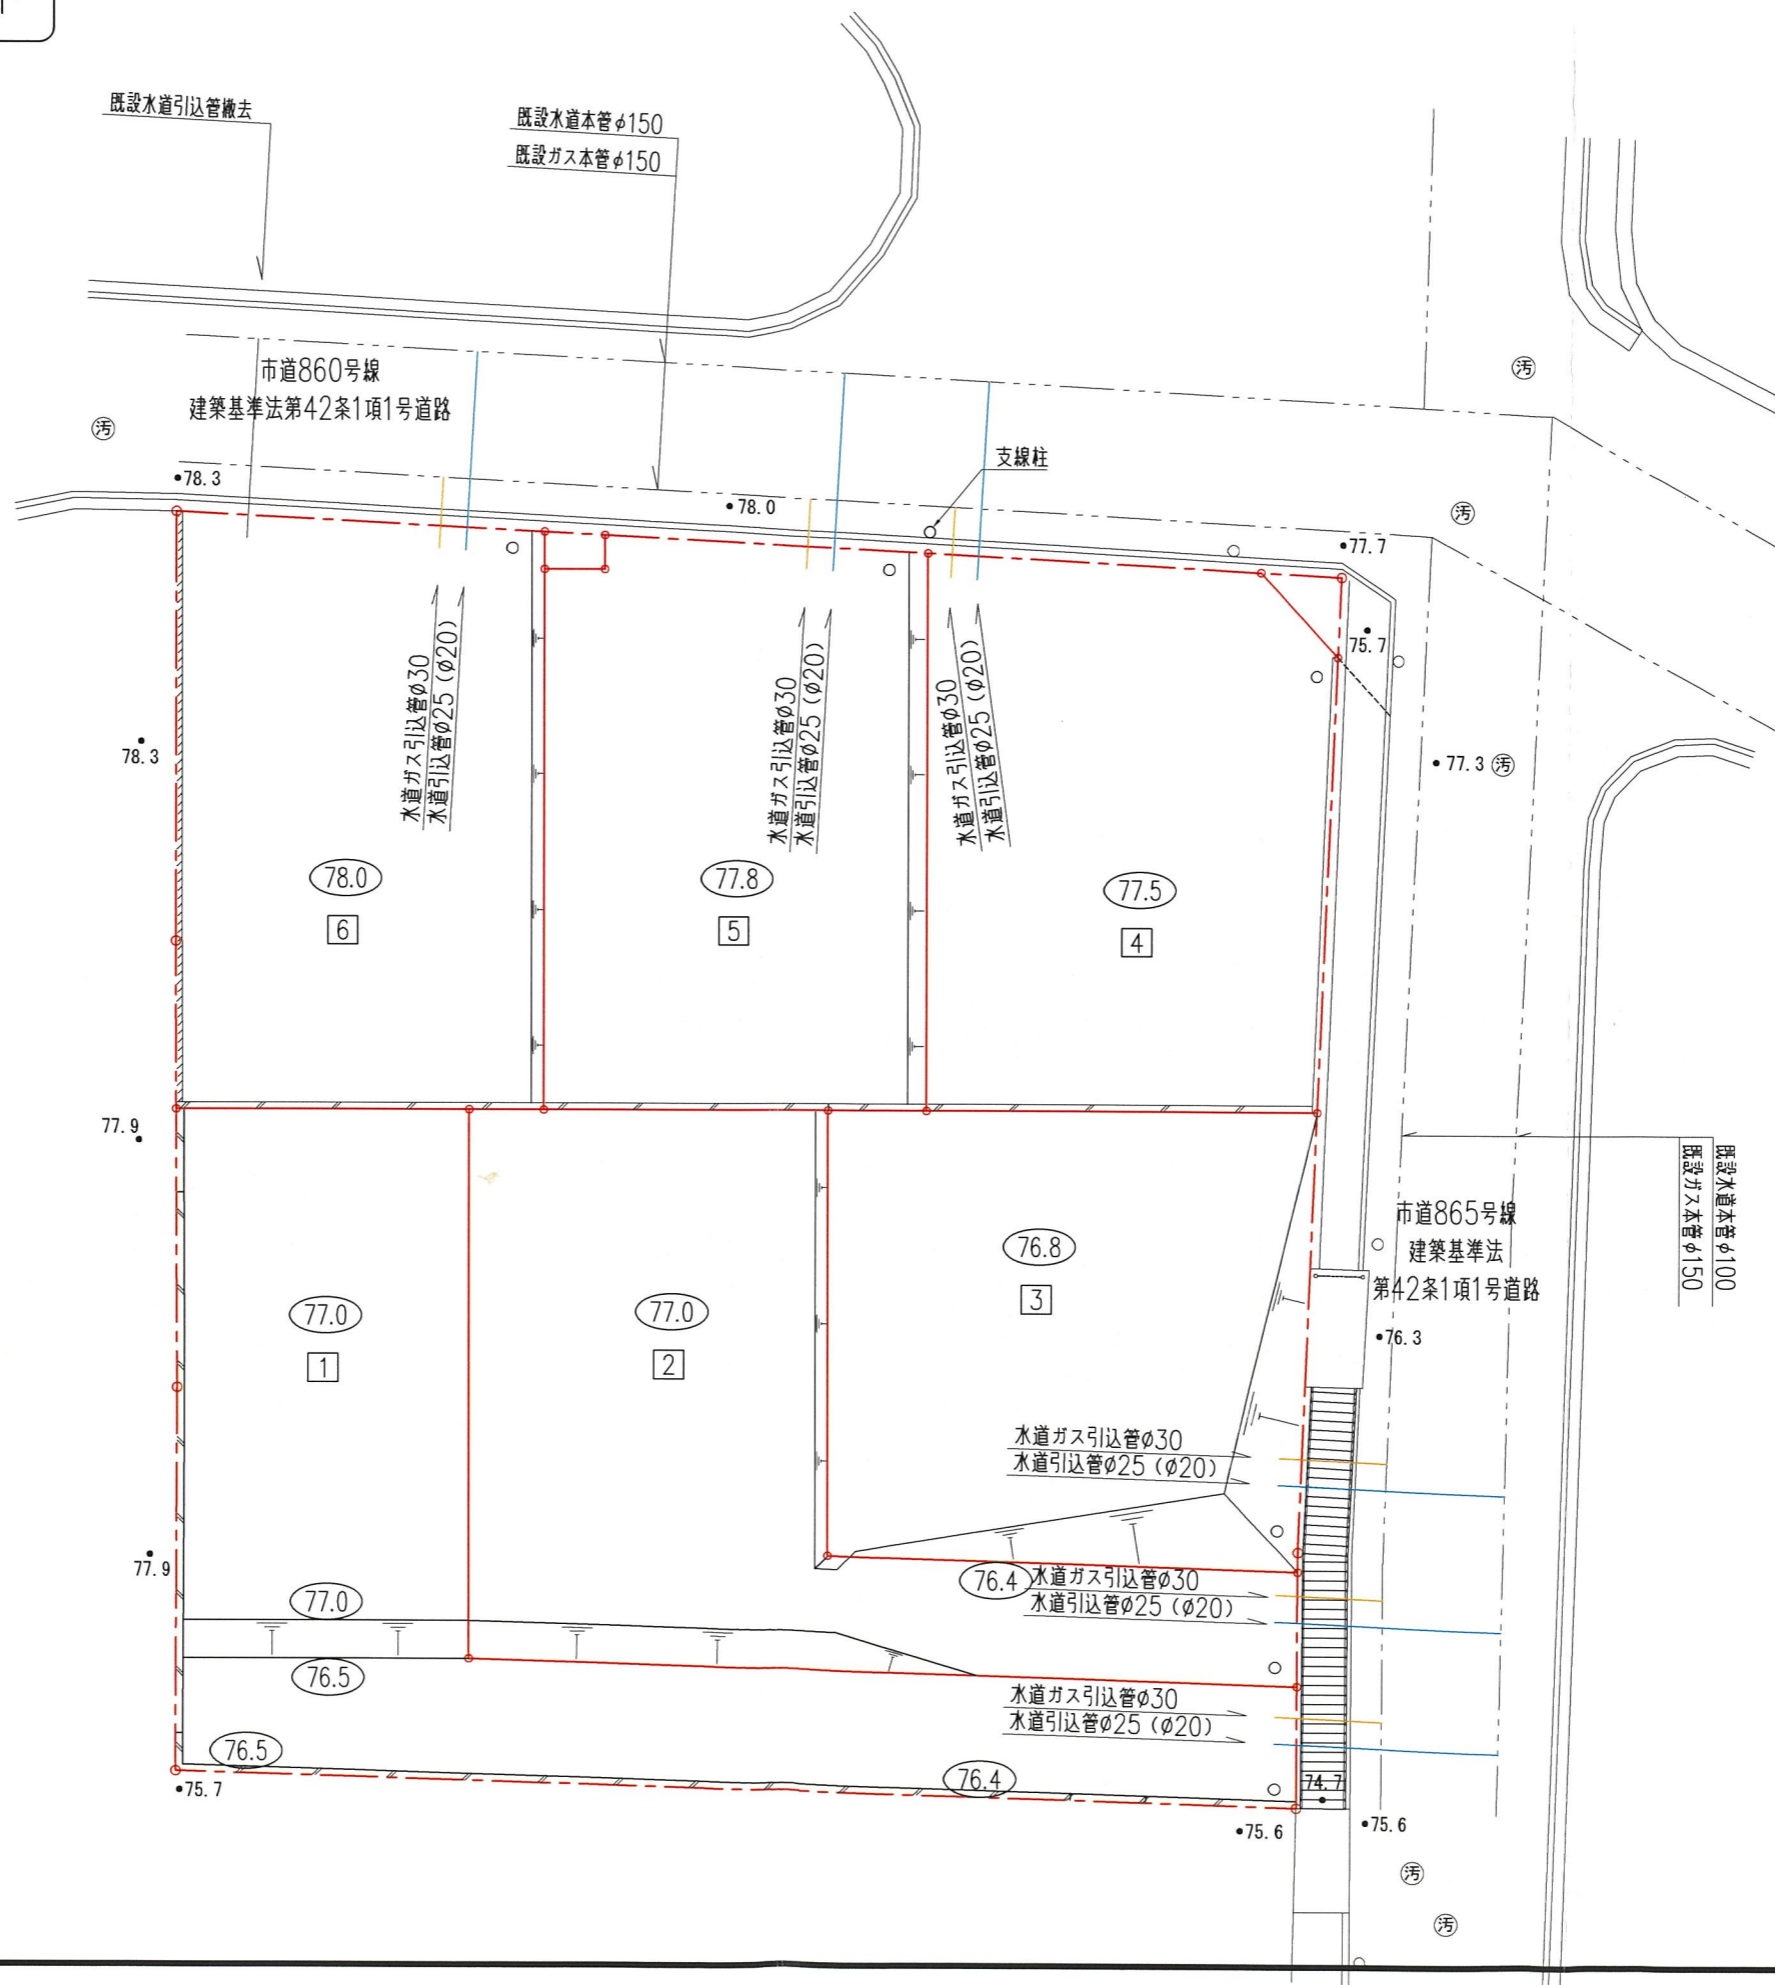 既設水道引込管撤去
既設水道本管φ150
既設ガス本管φ150
市道860号線
建築基準法第42条1項1号道路
汚
汚
支線柱
78.3
78.0
汚
77.7
75.7
77.3 汚
78.3
水道ガス引込管φ30
水道引込管φ25(φ20)
水道ガス引込管φ30
水道引込管φ25(φ20)
水道ガス引込管φ30
水道引込管φ25(φ20)
78.0
6
77.8
5
77.5
4
77.9
既設水道本管φ100
既設ガス本管φ150
市道865号線
建築基準法
第42条1項1号道路
76.3
77.0
1
77.0
2
76.8
3
水道ガス引込管φ30
水道引込管φ25(φ20)
77.9
76.4
水道ガス引込管φ30
水道引込管φ25(φ20)
77.0
76.5
水道ガス引込管φ30
水道引込管φ25(φ20)
76.5
76.4
74.7
75.7
75.6
75.6
汚
汚